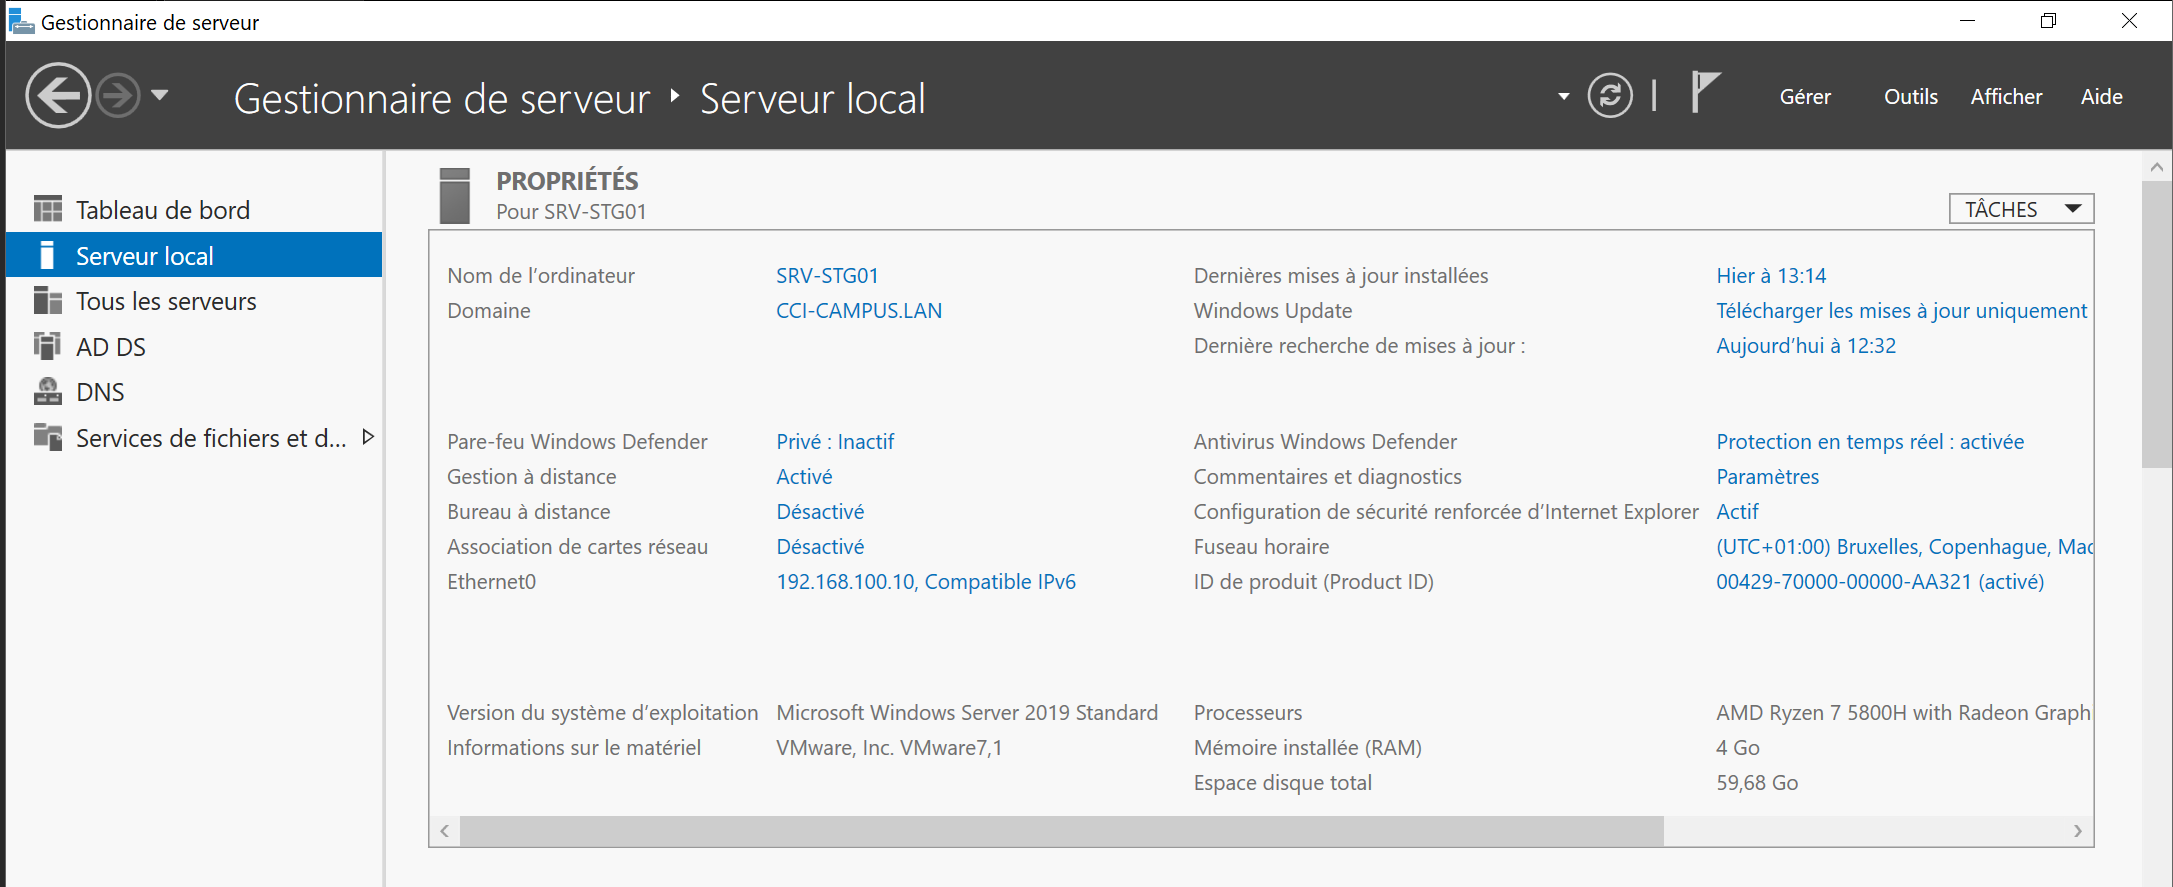 Gestionnaire de serveur
Gestionnaire de serveur ‣ Serveur local
Gérer Outils Afficher Aide
Tableau de bord
Serveur local
Tous les serveurs
AD DS
DNS
Services de fichiers et d...
PROPRIÉTÉS
Pour SRV-STG01
TÂCHES
Nom de l'ordinateur SRV-STG01 Dernières mises à jour installées Hier à 13:14
Domaine CCI-CAMPUS.LAN Windows Update Télécharger les mises à jour uniquement
Dernière recherche de mises à jour : Aujourd'hui à 12:32
Pare-feu Windows Defender Privé : Inactif Antivirus Windows Defender Protection en temps réel : activée
Gestion à distance Activé Commentaires et diagnostics Paramètres
Bureau à distance Désactivé Configuration de sécurité renforcée d'Internet Explorer Actif
Association de cartes réseau Désactivé Fuseau horaire (UTC+01:00) Bruxelles, Copenhague, Mad
Ethernet0 192.168.100.10, Compatible IPv6 ID de produit (Product ID) 00429-70000-00000-AA321 (activé)
Version du système d'exploitation Microsoft Windows Server 2019 Standard Processeurs AMD Ryzen 7 5800H with Radeon Graphi
Informations sur le matériel VMware, Inc. VMware7,1 Mémoire installée (RAM) 4 Go
Espace disque total 59,68 Go